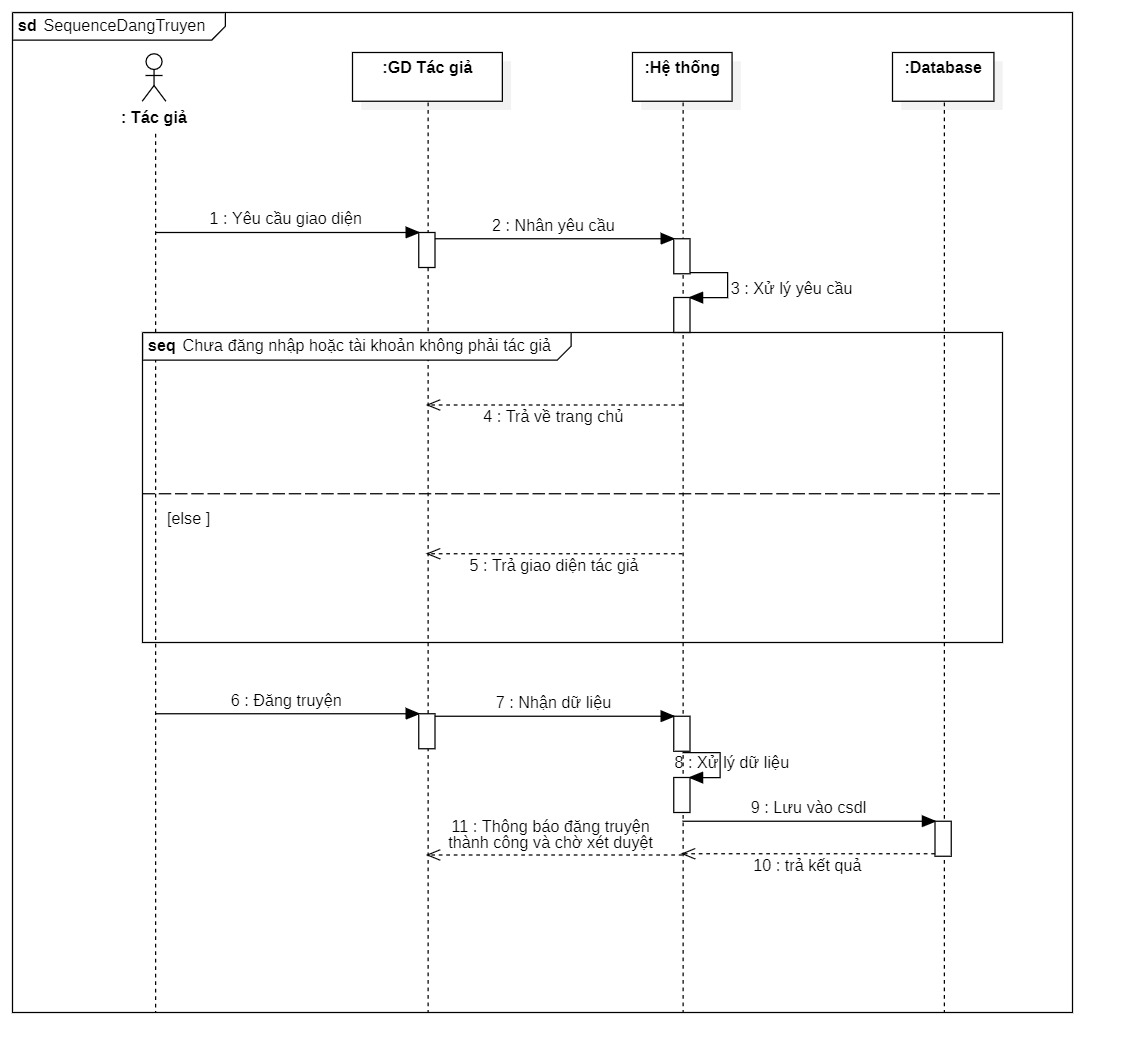 sd SequenceDangTruyen
: Tác giả
:GD Tác giả
:Hệ thống
:Database
1 : Yêu cầu giao diện
2 : Nhân yêu cầu
3 : Xử lý yêu cầu
seq Chưa đăng nhập hoặc tài khoản không phải tác giả
4 : Trả về trang chủ
[else ]
5 : Trả giao diện tác giả
6 : Đăng truyện
7 : Nhận dữ liệu
8 : Xử lý dữ liệu
9 : Lưu vào csdl
11 : Thông báo đăng truyện
thành công và chờ xét duyệt
10 : trả kết quả